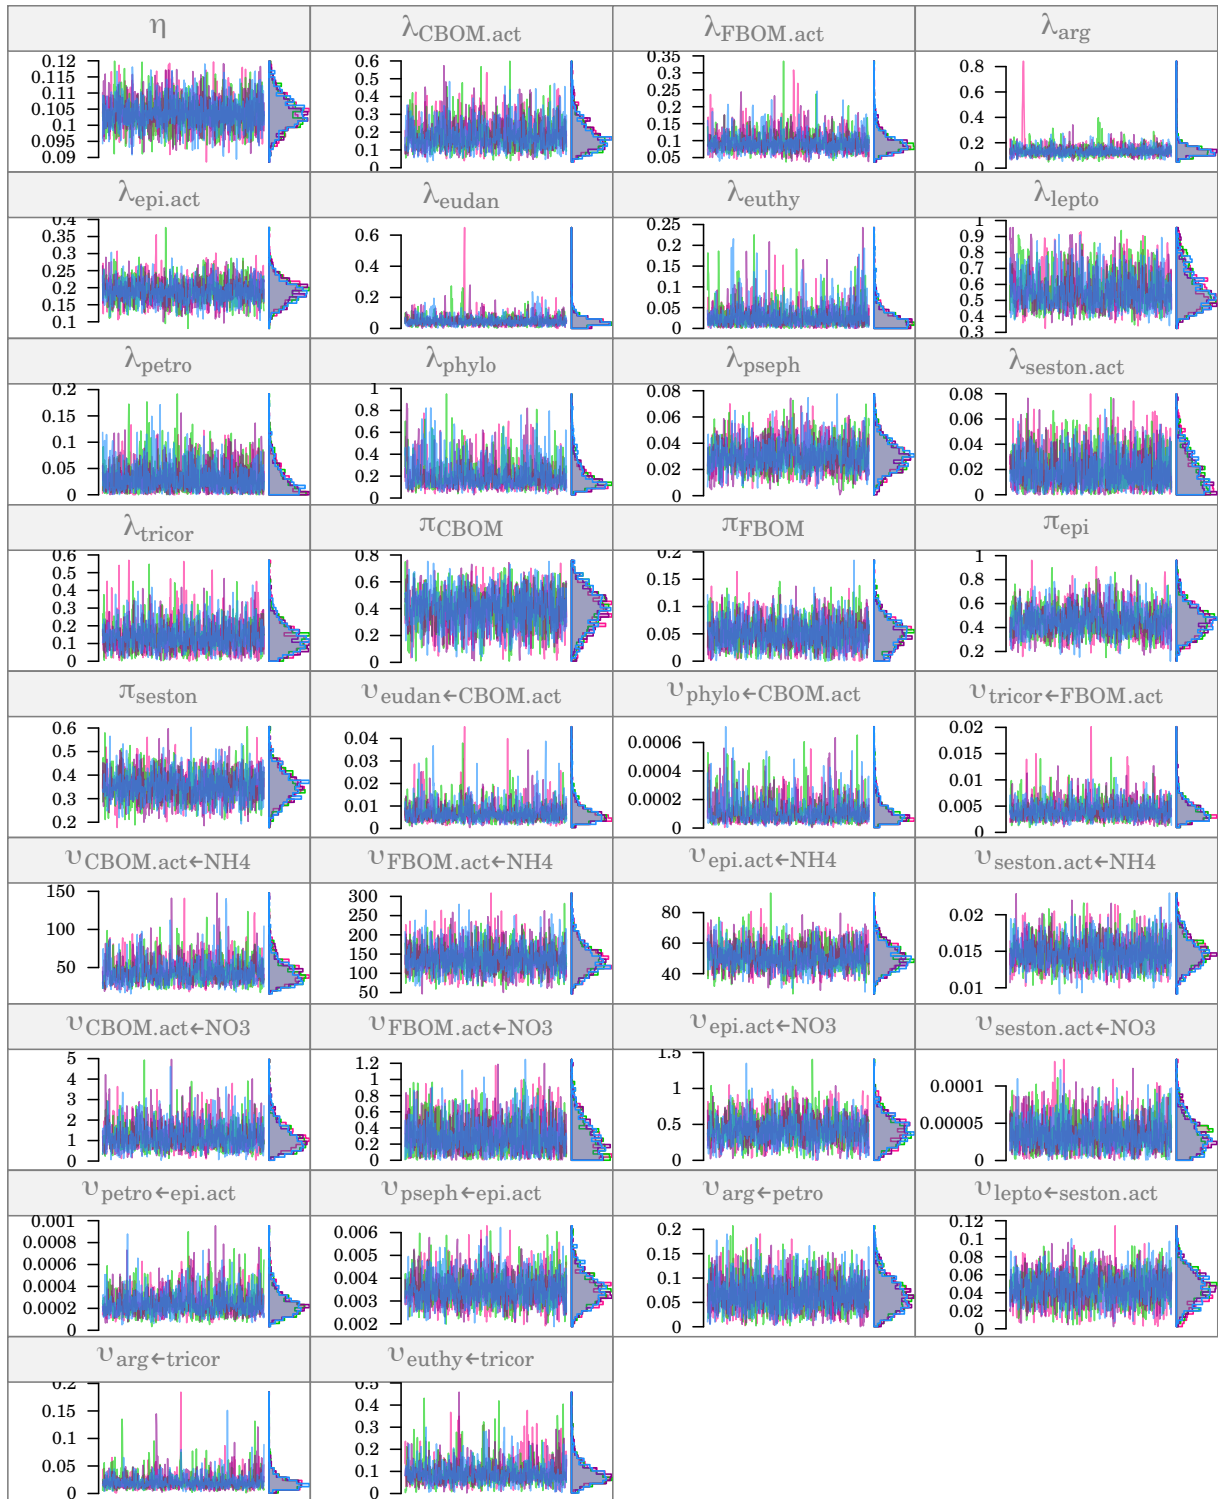 η λCBOM.act λFBOM.act λarg
0.12 0.6 0.35 0.8
0.115 0.5 0.3 0.6
0.11 0.4 0.25 0.4
0.105 0.3 0.2 0.2
0.1 0.2 0.15 0
0.095 0.1 0.1
0.09 0 0.05
λepi.act λeudan λeuthy λlepto
0.4 0.6 0.25 1
0.35 0.4 0.2 0.9
0.3 0.2 0.15 0.8
0.25 0 0.1 0.7
0.2 0.05 0.6
0.15 0 0.5
0.1 0.4
0.3
λpetro λphylo λpseph λseston.act
0.2 1 0.08 0.08
0.15 0.8 0.06 0.06
0.1 0.6 0.04 0.04
0.05 0.4 0.02 0.02
0 0.2 0 0
0
λtricor πCBOM πFBOM πepi
0.6 0.8 0.2 1
0.5 0.6 0.15 0.8
0.4 0.4 0.1 0.6
0.3 0.2 0.05 0.4
0.2 0 0 0.2
0.1
0
πseston υeudan←CBOM.act υphylo←CBOM.act υtricor←FBOM.act
0.6 0.04 0.0006 0.02
0.5 0.03 0.0004 0.015
0.4 0.02 0.0002 0.01
0.3 0.01 0 0.005
0.2 0 0
υCBOM.act←NH4 υFBOM.act←NH4 υepi.act←NH4 υseston.act←NH4
150 300 80 0.02
100 250 60 0.015
50 200 40 0.01
150
100
50
υCBOM.act←NO3 υFBOM.act←NO3 υepi.act←NO3 υseston.act←NO3
5 1.2 1.5 0.0001
4 1 1 0.00005
3 0.8 0.5 0
2 0.6 0
1 0.4
0 0.2
0
υpetro←epi.act υpseph←epi.act υarg←petro υlepto←seston.act
0.001 0.006 0.2 0.12
0.0008 0.005 0.15 0.1
0.0006 0.004 0.1 0.08
0.0004 0.003 0.05 0.06
0.0002 0.002 0 0.04
0 0.02
0
υarg←tricor υeuthy←tricor
0.2 0.5
0.15 0.4
0.1 0.3
0.05 0.2
0 0.1
0